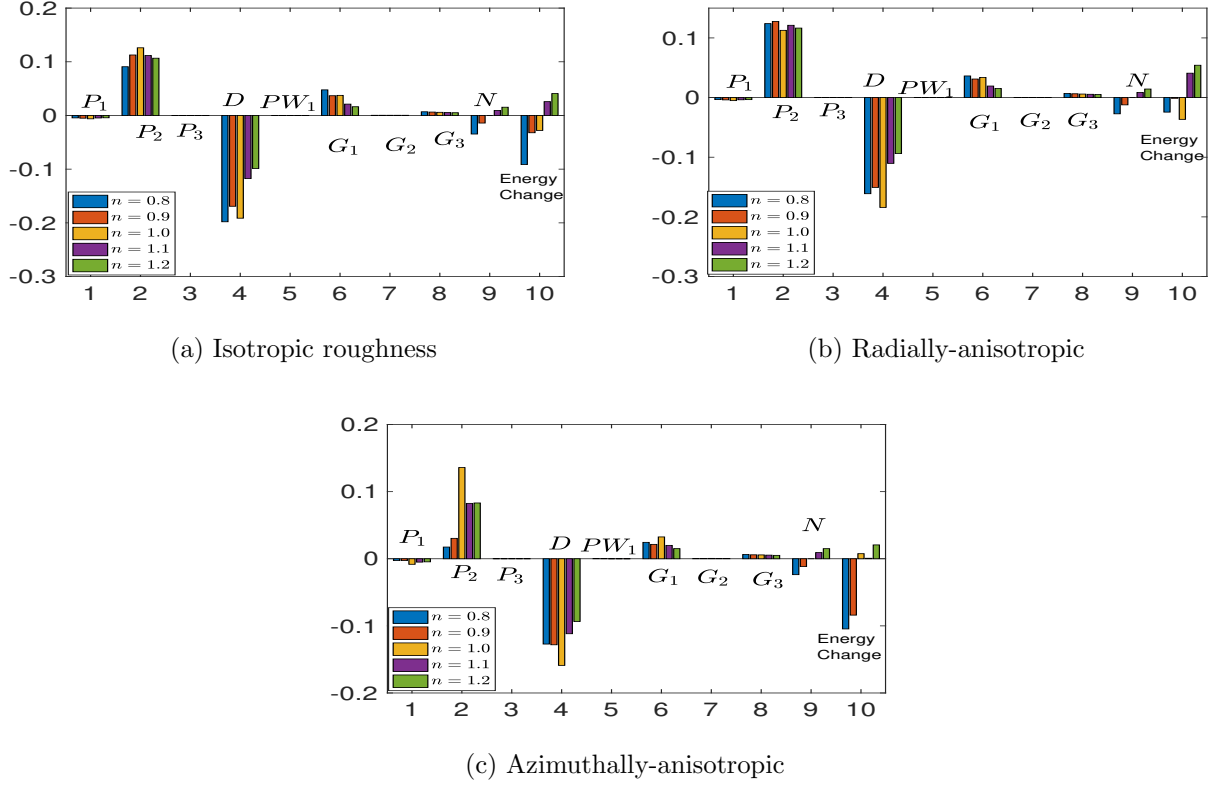 0.2
0.1
0
-0.1
-0.2
-0.3
P1
P2
P3
D
PW1
G1
G2
G3
N
Energy
Change
n = 0.8
n = 0.9
n = 1.0
n = 1.1
n = 1.2
1 2 3 4 5 6 7 8 9 10
(a) Isotropic roughness
0.1
0
-0.1
-0.2
-0.3
P1
P2
P3
D
PW1
G1
G2
G3
N
Energy
Change
n = 0.8
n = 0.9
n = 1.0
n = 1.1
n = 1.2
1 2 3 4 5 6 7 8 9 10
(b) Radially-anisotropic
0.2
0.1
0
-0.1
-0.2
P1
P2
P3
D
PW1
G1
G2
G3
N
Energy
Change
n = 0.8
n = 0.9
n = 1.0
n = 1.1
n = 1.2
1 2 3 4 5 6 7 8 9 10
(c) Azimuthally-anisotropic